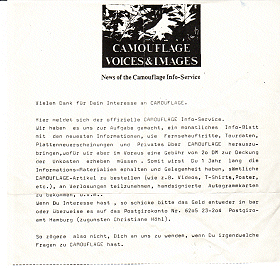 CAMOUFLAGE
VOICES & IMAGES
News of the Camouflage Info-Service
Vielen Dank für Dein Interesse an CAMOUFLAGE.
Hier meldet sich der offizielle CAMOUFLAGE Info-Service.
Wir haben es uns zur Aufgabe gemacht, ein monatliches Info-Blatt
mit den neuesten Informationen, wie Fernsehauftritte, Tourdaten,
Plattenneuerscheinungen und Privates über CAMOUFLAGE herauszu-
bringen, wofür wir aber im Voraus eine Gebühr von 20 DM zur Deckung
der Unkosten erheben müssen. Somit wirst Du 1 Jahr lang die
Informations-Materialien erhalten und Gelegenheit haben, sämtliche
CAMOUFLAGE-Artikel zu bestellen (wie z.B. Videos, T-Shirts, Poster,
etc.), an Verlosungen teilzunehmen, handsignierte Autogrammkarten
zu bekommen,
Wenn Du Interesse hast, so schicke bitte das Geld entweder in bar
oder überweise es auf das Postgirokonto Nr. 6245 23-204 Postgiro-
amt Hamburg (zugunsten Christiane Höhl).
So zögere also nicht, Dich an uns zu wenden, wenn Du irgendwelche
Fragen zu CAMOUFLAGE hast.